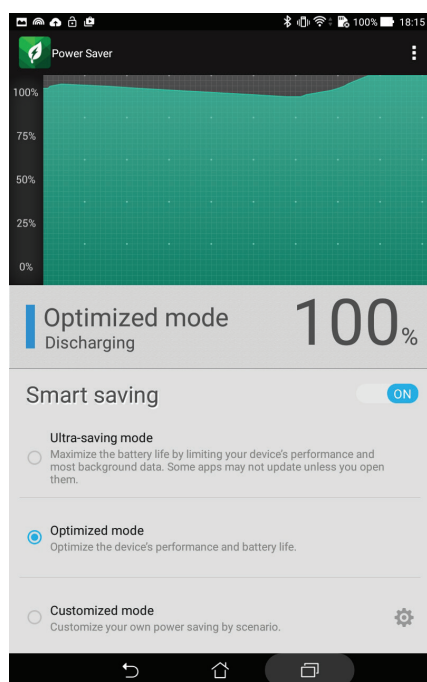 100% 18:15
Power Saver
100%
75%
50%
25%
0%
Optimized mode
Discharging
100%
Smart saving
ON
Ultra-saving mode
Maximize the battery life by limiting your device's performance and
most background data. Some apps may not update unless you open
them.
Optimized mode
Optimize the device's performance and battery life.
Customized mode
Customize your own power saving by scenario.